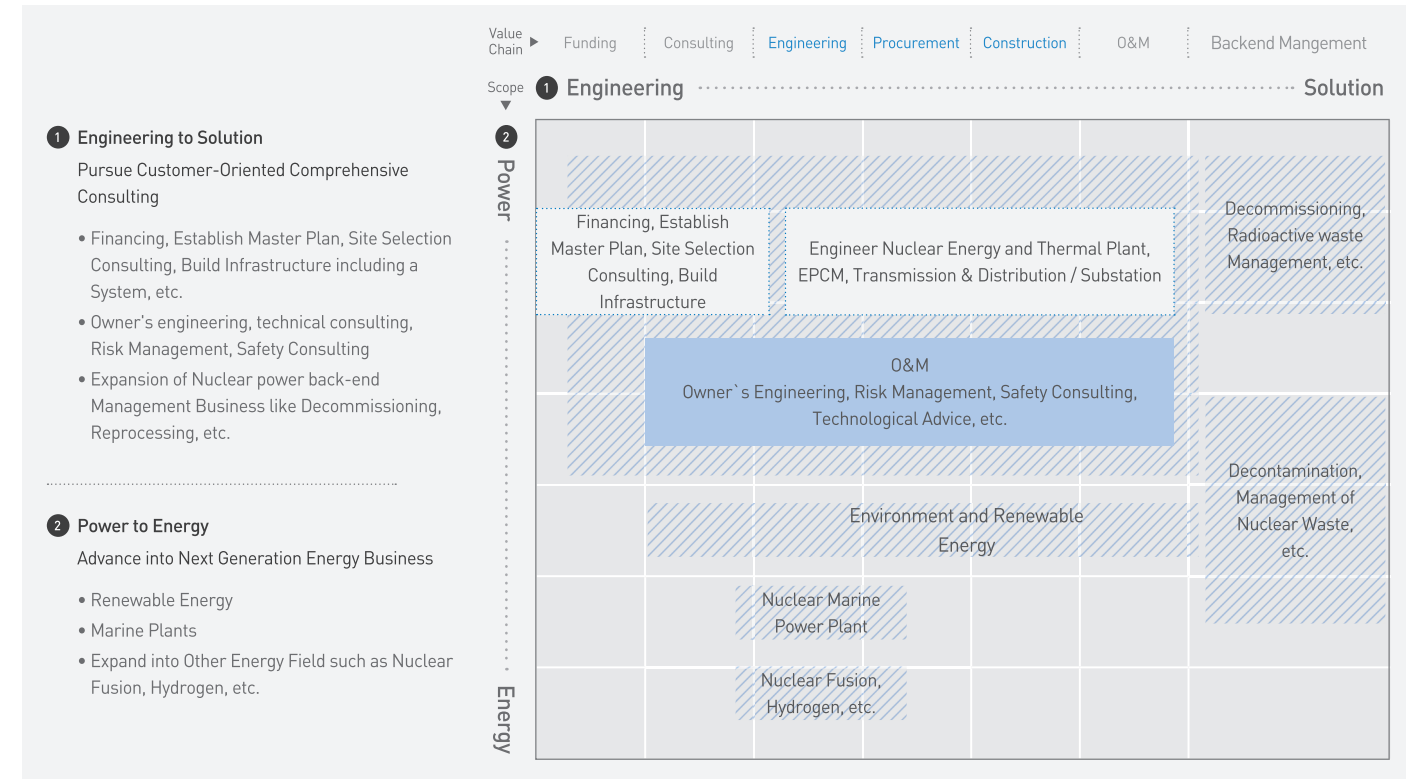 Value
Chain
Funding
Consulting
Engineering
Procurement
Construction
O&M
Backend Mangement
Scope
1 Engineering
Solution
1 Engineering to Solution
Pursue Customer-Oriented Comprehensive
Consulting
• Financing, Establish Master Plan, Site Selection
Consulting, Build Infrastructure including a
System, etc.
• Owner's engineering, technical consulting,
Risk Management, Safety Consulting
• Expansion of Nuclear power back-end
Management Business like Decommissioning,
Reprocessing, etc.
2 Power to Energy
Advance into Next Generation Energy Business
• Renewable Energy
• Marine Plants
• Expand into Other Energy Field such as Nuclear
Fusion, Hydrogen, etc.
2
Power
Energy
Financing, Establish
Master Plan, Site Selection
Consulting, Build
Infrastructure
Engineer Nuclear Energy and Thermal Plant,
EPCM, Transmission & Distribution / Substation
Decommissioning,
Radioactive waste
Management, etc.
O&M
Owner`s Engineering, Risk Management, Safety Consulting,
Technological Advice, etc.
Decontamination,
Management of
Nuclear Waste,
etc.
Environment and Renewable
Energy
Nuclear Marine
Power Plant
Nuclear Fusion,
Hydrogen, etc.